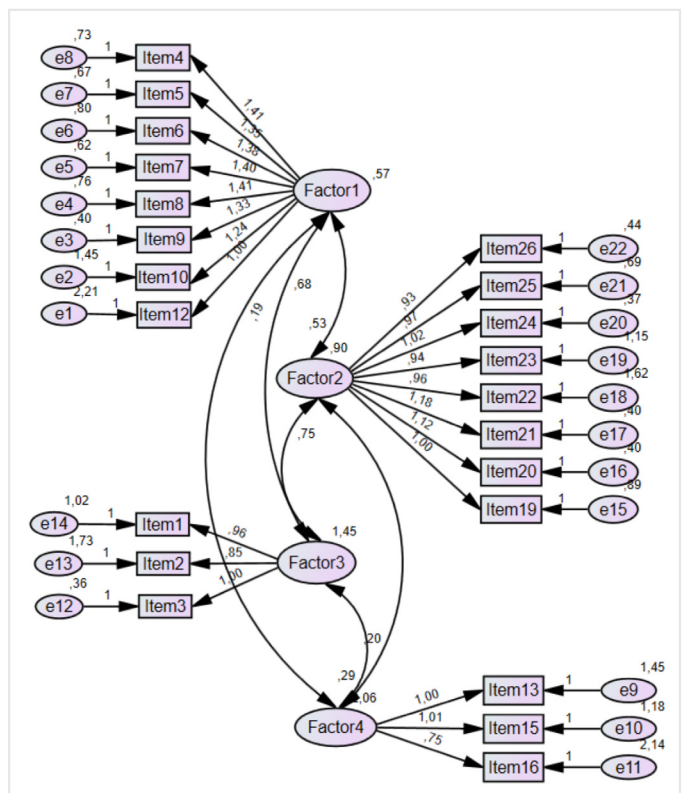 ,73
e8 1 Item4
,67
e7 1 Item5
,80
e6 1 Item6
,62
e5 1 Item7
,76
e4 1 Item8
,40
e3 1 Item9
1,45
e2 1 Item10
2,21
e1 1 Item12
1,41
1,35
1,38
1,40
1,41
1,33
1,24
1,00
Factor1
,57
,19
,68
,53
,44
Item26 1 e22
,69
Item25 1 e21
,37
Item24 1 e20
1,15
Item23 1 e19
1,62
Item22 1 e18
,40
Item21 1 e17
,40
Item20 1 e16
,89
Item19 1 e15
,93
,97
1,02
,94
,96
1,18
1,12
1,00
,90
Factor2
,75
1,02
e14 1 Item1
1,73
e13 1 Item2
,36
e12 1 Item3
,96
,85
1,00
1,45
Factor3
,20
,29
Factor4
1,00
1,01
,75
1,45
Item13 1 e9
1,18
Item15 1 e10
2,14
Item16 1 e11